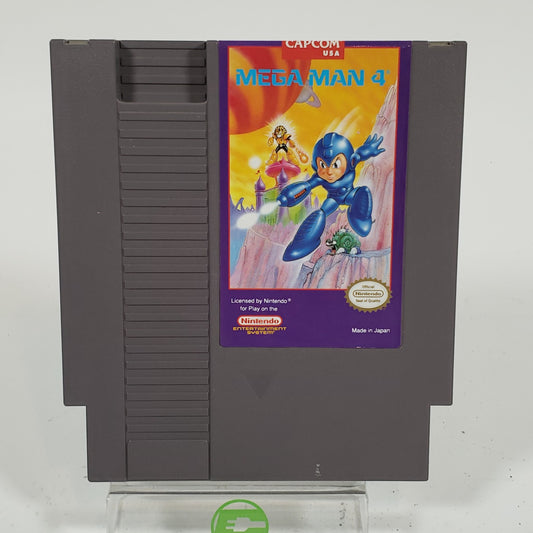 CAPCOM
USA
MEGA MAN 4
Licensed by Nintendo®
for Play on the
Nintendo
ENTERTAINMENT
SYSTEM®
Official
Nintendo
Seal of Quality
Made in Japan